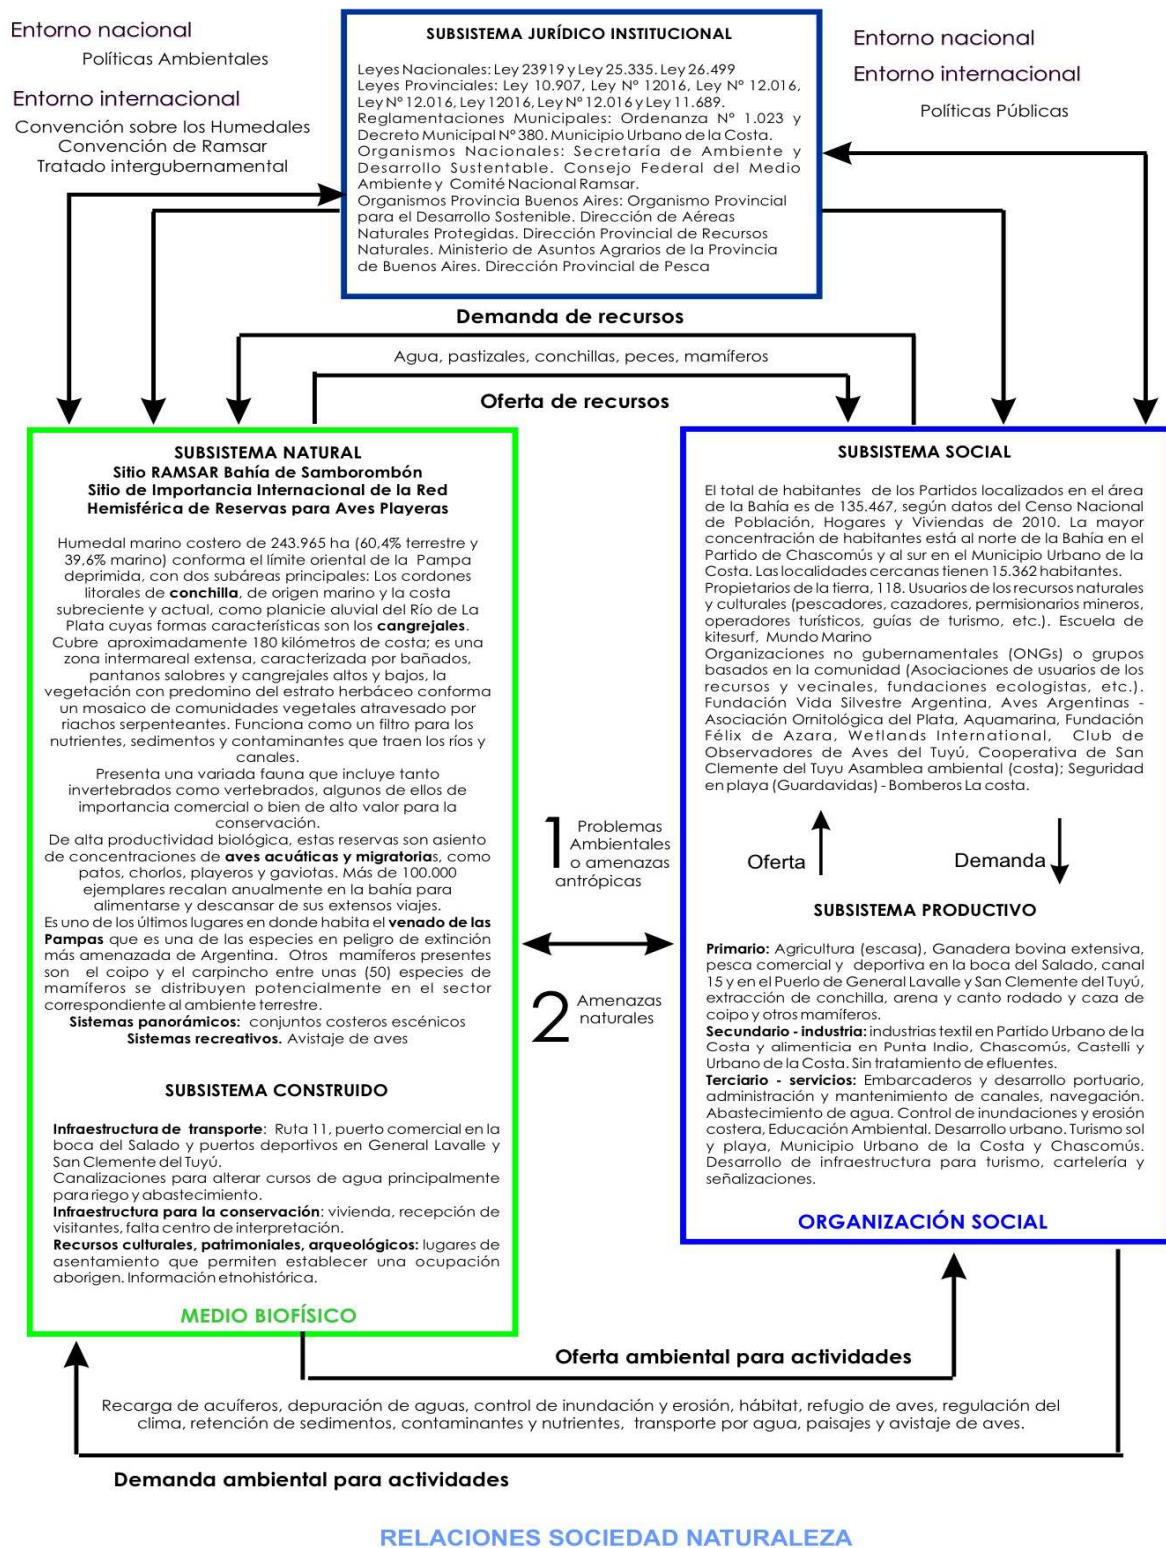 Entorno nacional
Políticas Ambientales
Entorno internacional
Convención sobre los Humedales
Convención de Ramsar
Tratado intergubernamental
SUBSISTEMA JURÍDICO INSTITUCIONAL
Leyes Nacionales: Ley 23919 y Ley 25.335. Ley 26.499
Leyes Provinciales: Ley 10.907, Ley Nº 12016, Ley Nº 12.016,
Ley Nº 12.016, Ley 12016, Ley Nº 12.016 y Ley 11.689.
Reglamentaciones Municipales: Ordenanza Nº 1.023 y
Decreto Municipal Nº 380. Municipio Urbano de la Costa.
Organismos Nacionales: Secretaría de Ambiente y
Desarrollo Sustentable. Consejo Federal del Medio
Ambiente y Comité Nacional Ramsar.
Organismos Provincia Buenos Aires: Organismo Provincial
para el Desarrollo Sostenible. Dirección de Aéreas
Naturales Protegidas. Dirección Provincial de Recursos
Naturales. Ministerio de Asuntos Agrarios de la Provincia
de Buenos Aires. Dirección Provincial de Pesca
Entorno nacional
Entorno internacional
Políticas Públicas
Demanda de recursos
Agua, pastizales, conchillas, peces, mamíferos
Oferta de recursos
SUBSISTEMA NATURAL
Sitio RAMSAR Bahía de Samborombón
Sitio de Importancia Internacional de la Red
Hemisférica de Reservas para Aves Playeras
Humedal marino costero de 243.965 ha (60,4% terrestre y
39,6% marino) conforma el límite oriental de la Pampa
deprimida, con dos subáreas principales: Los cordones
litorales de conchilla, de origen marino y la costa
subreciente y actual, como planicie aluvial del Río de La
Plata cuyas formas características son los cangrejales.
Cubre aproximadamente 180 kilómetros de costa; es una
zona intermareal extensa, caracterizada por bañados,
pantanos salobres y cangrejales altos y bajos, la
vegetación con predomino del estrato herbáceo conforma
un mosaico de comunidades vegetales atravesado por
riachos serpenteantes. Funciona como un filtro para los
nutrientes, sedimentos y contaminantes que traen los ríos y
canales.
Presenta una variada fauna que incluye tanto
invertebrados como vertebrados, algunos de ellos de
importancia comercial o bien de alto valor para la
conservación.
De alta productividad biológica, estas reservas son asiento
de concentraciones de aves acuáticas y migratorias, como
patos, chorlos, playeros y gaviotas. Más de 100.000
ejemplares recalan anualmente en la bahía para
alimentarse y descansar de sus extensos viajes.
Es uno de los últimos lugares en donde habita el venado de las
Pampas que es una de las especies en peligro de extinción
más amenazada de Argentina. Otros mamíferos presentes
son el coipo y el carpincho entre unas (50) especies de
mamíferos se distribuyen potencialmente en el sector
correspondiente al ambiente terrestre.
Sistemas panorámicos: conjuntos costeros escénicos
Sistemas recreativos. Avistaje de aves
SUBSISTEMA CONSTRUIDO
Infraestructura de transporte: Ruta 11, puerto comercial en la
boca del Salado y puertos deportivos en General Lavalle y
San Clemente del Tuyú.
Canalizaciones para alterar cursos de agua principalmente
para riego y abastecimiento.
Infraestructura para la conservación: vivienda, recepción de
visitantes, falta centro de interpretación.
Recursos culturales, patrimoniales, arqueológicos: lugares de
asentamiento que permiten establecer una ocupación
aborigen. Información etnohistórica.
MEDIO BIOFÍSICO
1 Problemas
Ambientales
o amenazas
antrópicas
2 Amenazas
naturales
SUBSISTEMA SOCIAL
El total de habitantes de los Partidos localizados en el área
de la Bahía es de 135.467, según datos del Censo Nacional
de Población, Hogares y Viviendas de 2010. La mayor
concentración de habitantes está al norte de la Bahía en el
Partido de Chascomús y al sur en el Municipio Urbano de la
Costa. Las localidades cercanas tienen 15.362 habitantes.
Propietarios de la tierra, 118. Usuarios de los recursos naturales
y culturales (pescadores, cazadores, permisionarios mineros,
operadores turísticos, guías de turismo, etc.). Escuela de
kitesurf, Mundo Marino
Organizaciones no gubernamentales (ONGs) o grupos
basados en la comunidad (Asociaciones de usuarios de los
recursos y vecinales, fundaciones ecologistas, etc.).
Fundación Vida Silvestre Argentina, Aves Argentinas -
Asociación Ornitológica del Plata, Aquamarina, Fundación
Félix de Azara, Wetlands International, Club de
Observadores de Aves del Tuyú, Cooperativa de San
Clemente del Tuyu Asamblea ambiental (costa); Seguridad
en playa (Guardavidas) - Bomberos La costa.
Oferta
Demanda
SUBSISTEMA PRODUCTIVO
Primario: Agricultura (escasa), Ganadera bovina extensiva,
pesca comercial y deportiva en la boca del Salado, canal
15 y en el Puerlo de General Lavalle y San Clemente del Tuyú,
extracción de conchilla, arena y canto rodado y caza de
coipo y otros mamíferos.
Secundario - industria: industrias textil en Partido Urbano de la
Costa y alimenticia en Punta Indio, Chascomús, Castelli y
Urbano de la Costa. Sin tratamiento de efluentes.
Terciario - servicios: Embarcaderos y desarrollo portuario,
administración y mantenimiento de canales, navegación.
Abastecimiento de agua. Control de inundaciones y erosión
costera, Educación Ambiental. Desarrollo urbano. Turismo sol
y playa, Municipio Urbano de la Costa y Chascomús.
Desarrollo de infraestructura para turismo, cartelería y
señalizaciones.
ORGANIZACIÓN SOCIAL
Oferta ambiental para actividades
Recarga de acuíferos, depuración de aguas, control de inundación y erosión, hábitat, refugio de aves, regulación del
clima, retención de sedimentos, contaminantes y nutrientes, transporte por agua, paisajes y avistaje de aves.
Demanda ambiental para actividades
RELACIONES SOCIEDAD NATURALEZA